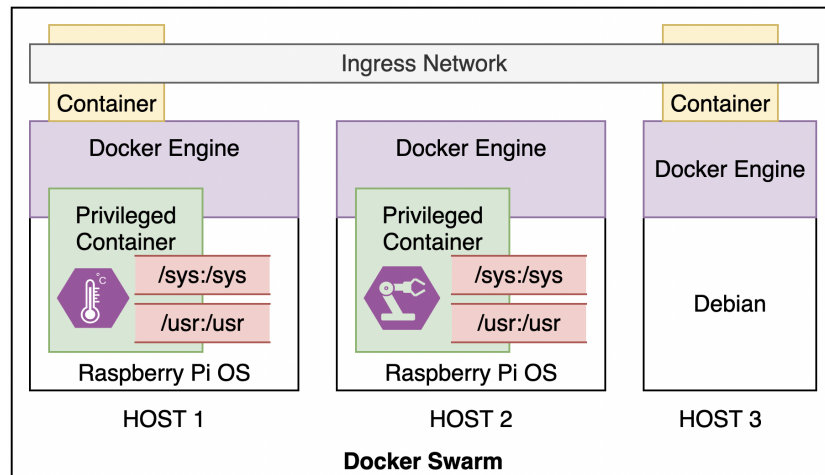 Ingress Network
Container
Container
Docker Engine
Docker Engine
Docker Engine
Privileged
Container
Privileged
Container
°C
/sys:/sys
/usr:/usr
/sys:/sys
/usr:/usr
Debian
Raspberry Pi OS
Raspberry Pi OS
HOST 1
HOST 2
HOST 3
Docker Swarm